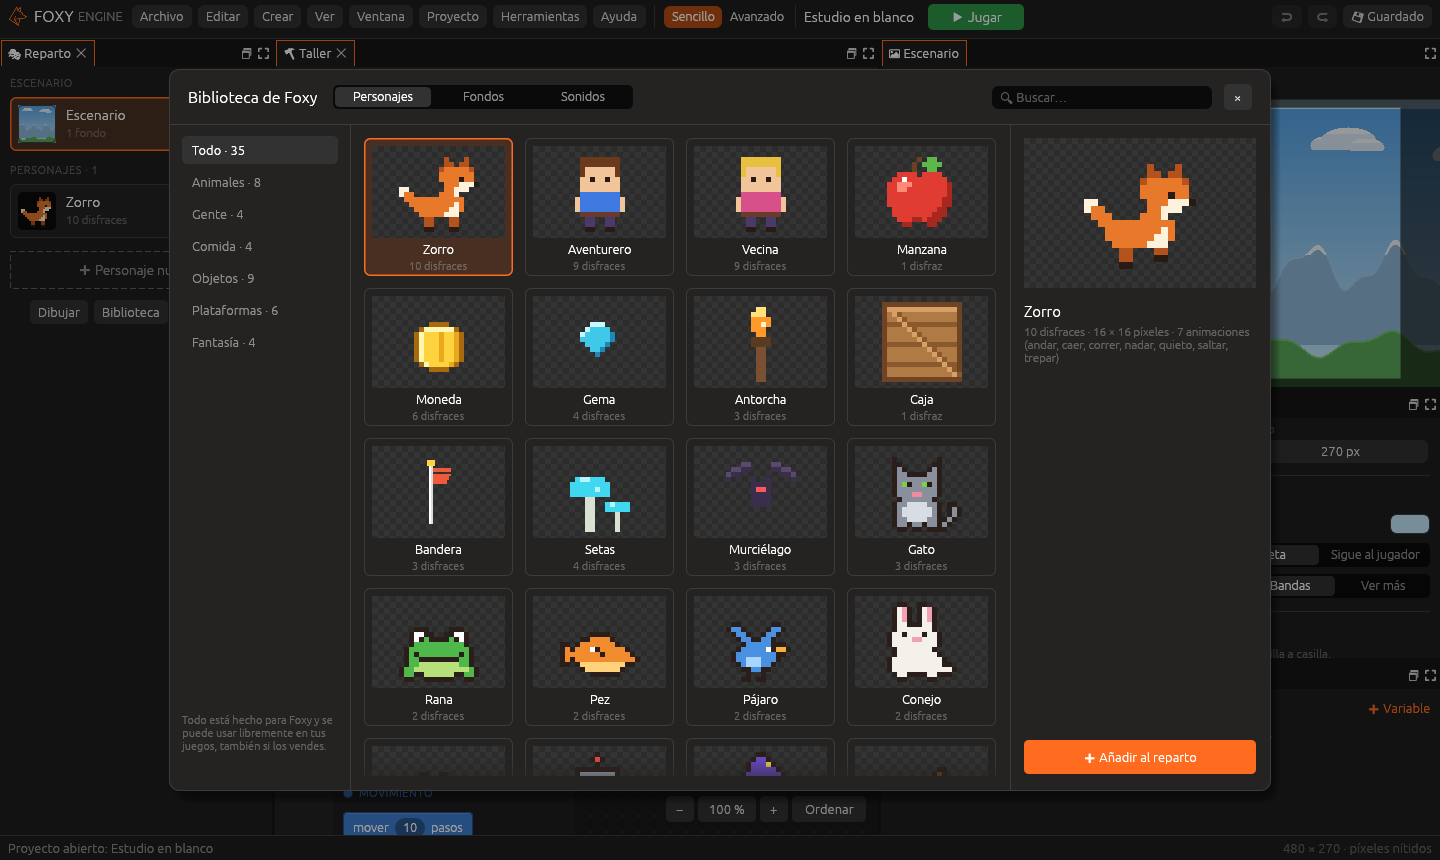 FOXY ENGINE
Archivo
Editar
Crear
Ver
Ventana
Proyecto
Herramientas
Ayuda
Sencillo
Avanzado
Estudio en blanco
Jugar
Guardado
Reparto
Taller
Escenario
ESCENARIO
Escenario
1 fondo
PERSONAJES · 1
Zorro
10 disfraces
+ Personaje nu
Dibujar
Biblioteca
Biblioteca de Foxy
Personajes
Fondos
Sonidos
Buscar...
×
Todo · 35
Animales · 8
Gente · 4
Comida · 4
Objetos · 9
Plataformas · 6
Fantasía · 4
Todo está hecho para Foxy y se
puede usar libremente en tus
juegos, también si los vendes.
Zorro
10 disfraces
Aventurero
9 disfraces
Vecina
9 disfraces
Manzana
1 disfraz
Moneda
6 disfraces
Gema
4 disfraces
Antorcha
3 disfraces
Caja
1 disfraz
Bandera
3 disfraces
Setas
4 disfraces
Murciélago
3 disfraces
Gato
3 disfraces
Rana
2 disfraces
Pez
2 disfraces
Pájaro
2 disfraces
Conejo
2 disfraces
Zorro
10 disfraces · 16 × 16 píxeles · 7 animaciones
(andar, caer, correr, nadar, quieto, saltar,
trepar)
+ Añadir al reparto
270 px
eta
Sigue al jugador
Bandas
Ver más
lla a casilla.
+ Variable
MOVIMIENTO
mover 10 pasos
−
100 %
+
Ordenar
Proyecto abierto: Estudio en blanco
480 × 270 · píxeles nítidos